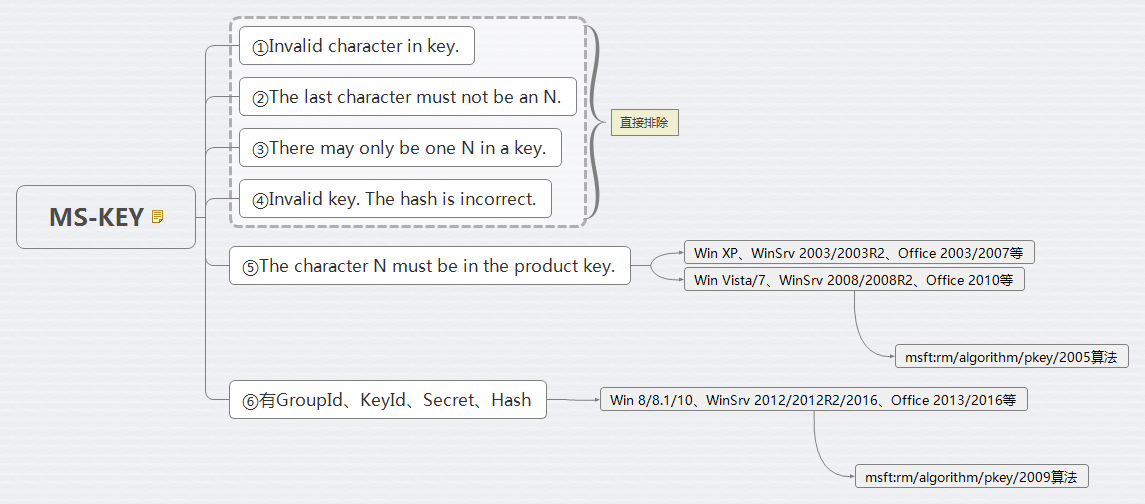 ①Invalid character in key.
②The last character must not be an N.
直接排除
③There may only be one N in a key.
④Invalid key. The hash is incorrect.
MS-KEY
⑤The character N must be in the product key.
Win XP、WinSrv 2003/2003R2、Office 2003/2007等
Win Vista/7、WinSrv 2008/2008R2、Office 2010等
msft:rm/algorithm/pkey/2005算法
⑥有GroupId、KeyId、Secret、Hash
Win 8/8.1/10、WinSrv 2012/2012R2/2016、Office 2013/2016等
msft:rm/algorithm/pkey/2009算法